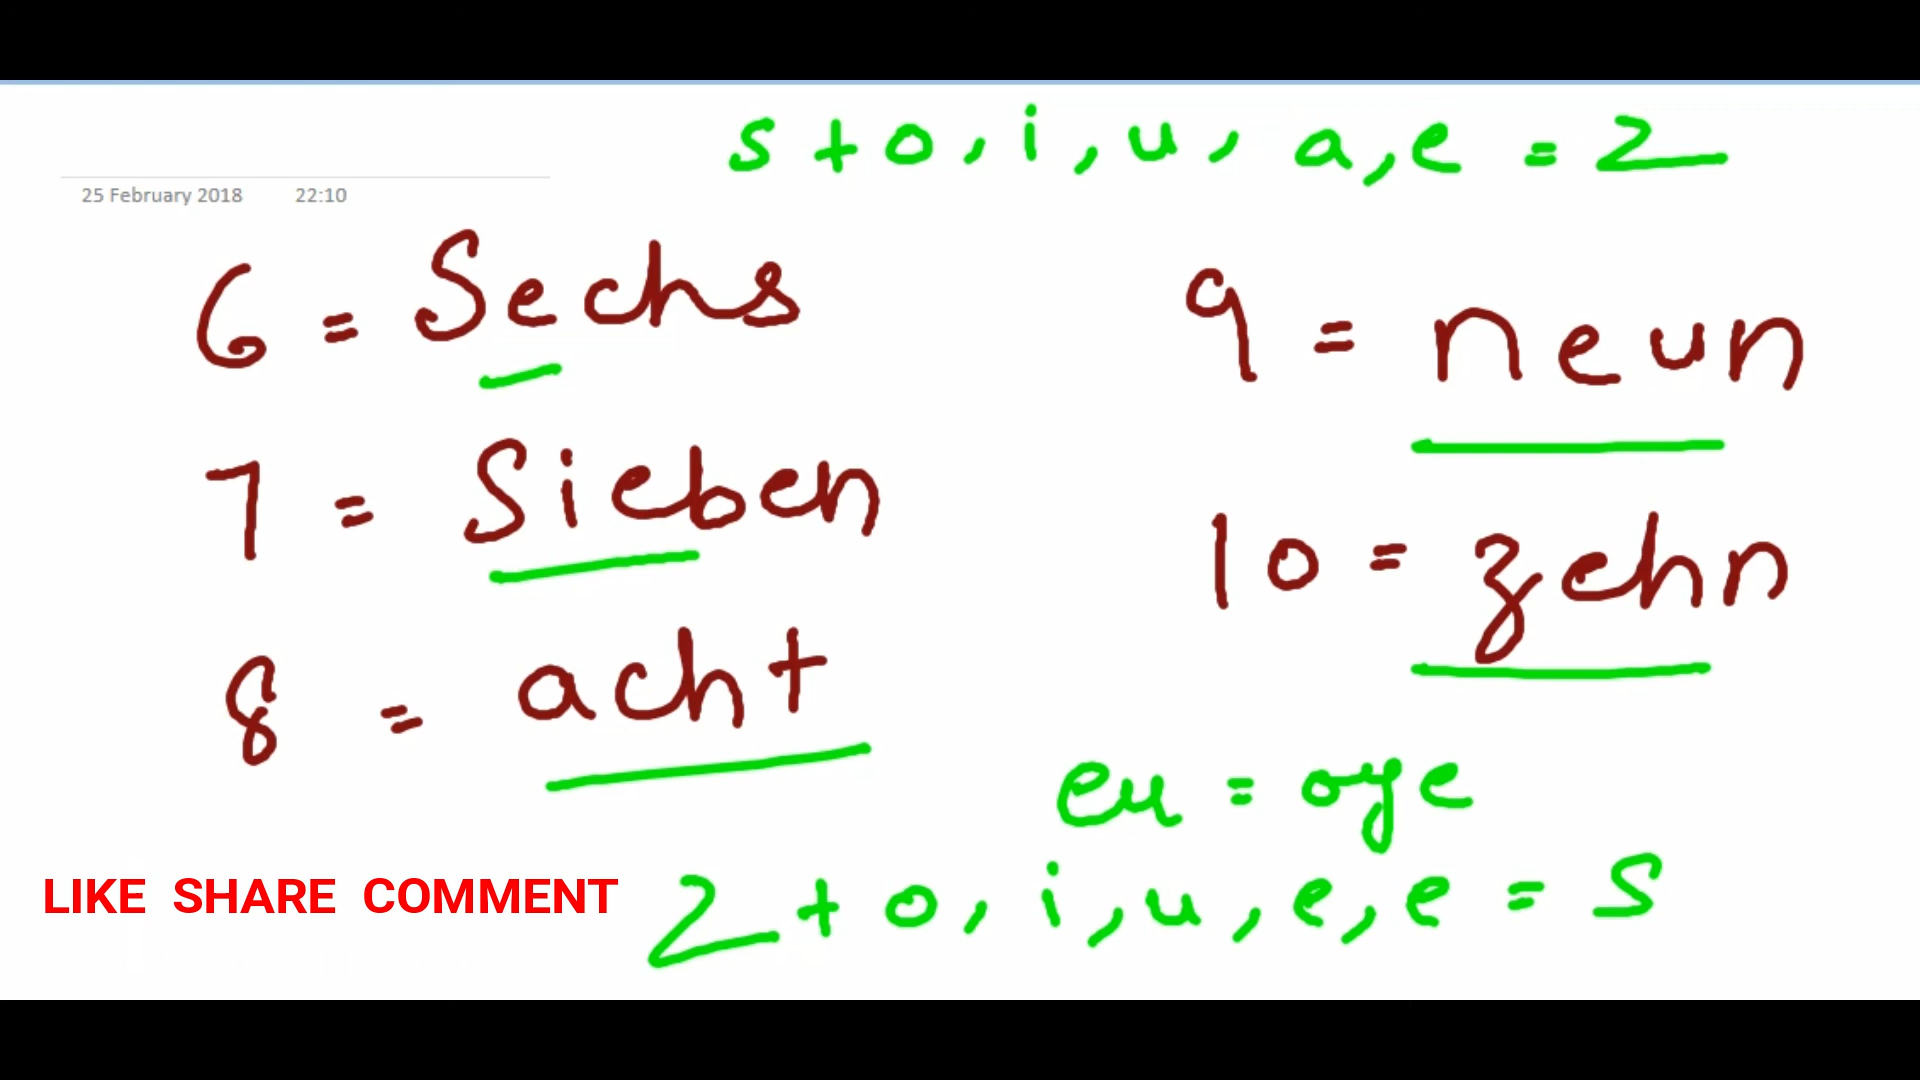 s + o, i, u, a, e = Z
25 February 2018 22:10
6 = Sechs
7 = Sieben
8 = acht
9 = neun
10 = zehn
eu = oye
Z + o, i, u, e, e = S
LIKE SHARE COMMENT